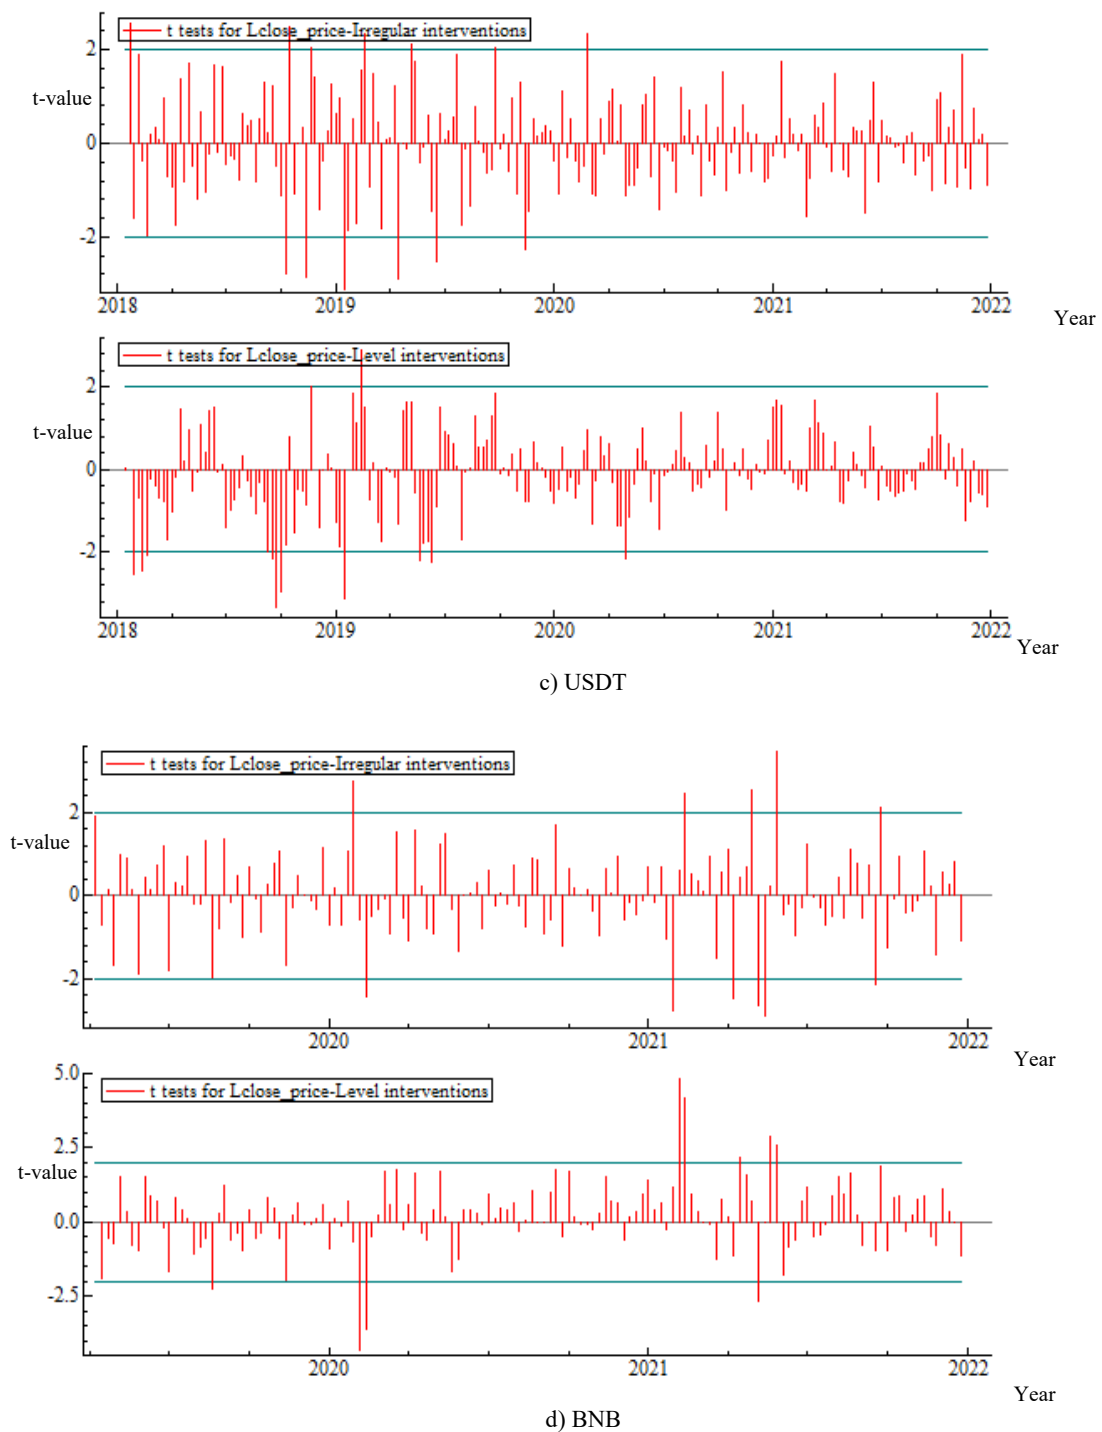 t tests for Lclose_price-Irregular interventions
2
t-value
0
-2
2018 2019 2020 2021 2022
Year
t tests for Lclose_price-Level interventions
2
t-value
0
-2
2018 2019 2020 2021 2022
Year
c) USDT
t tests for Lclose_price-Irregular interventions
2
t-value
0
-2
2020 2021 2022
Year
5.0
t tests for Lclose_price-Level interventions
2.5
t-value
0.0
-2.5
2020 2021 2022
Year
d) BNB